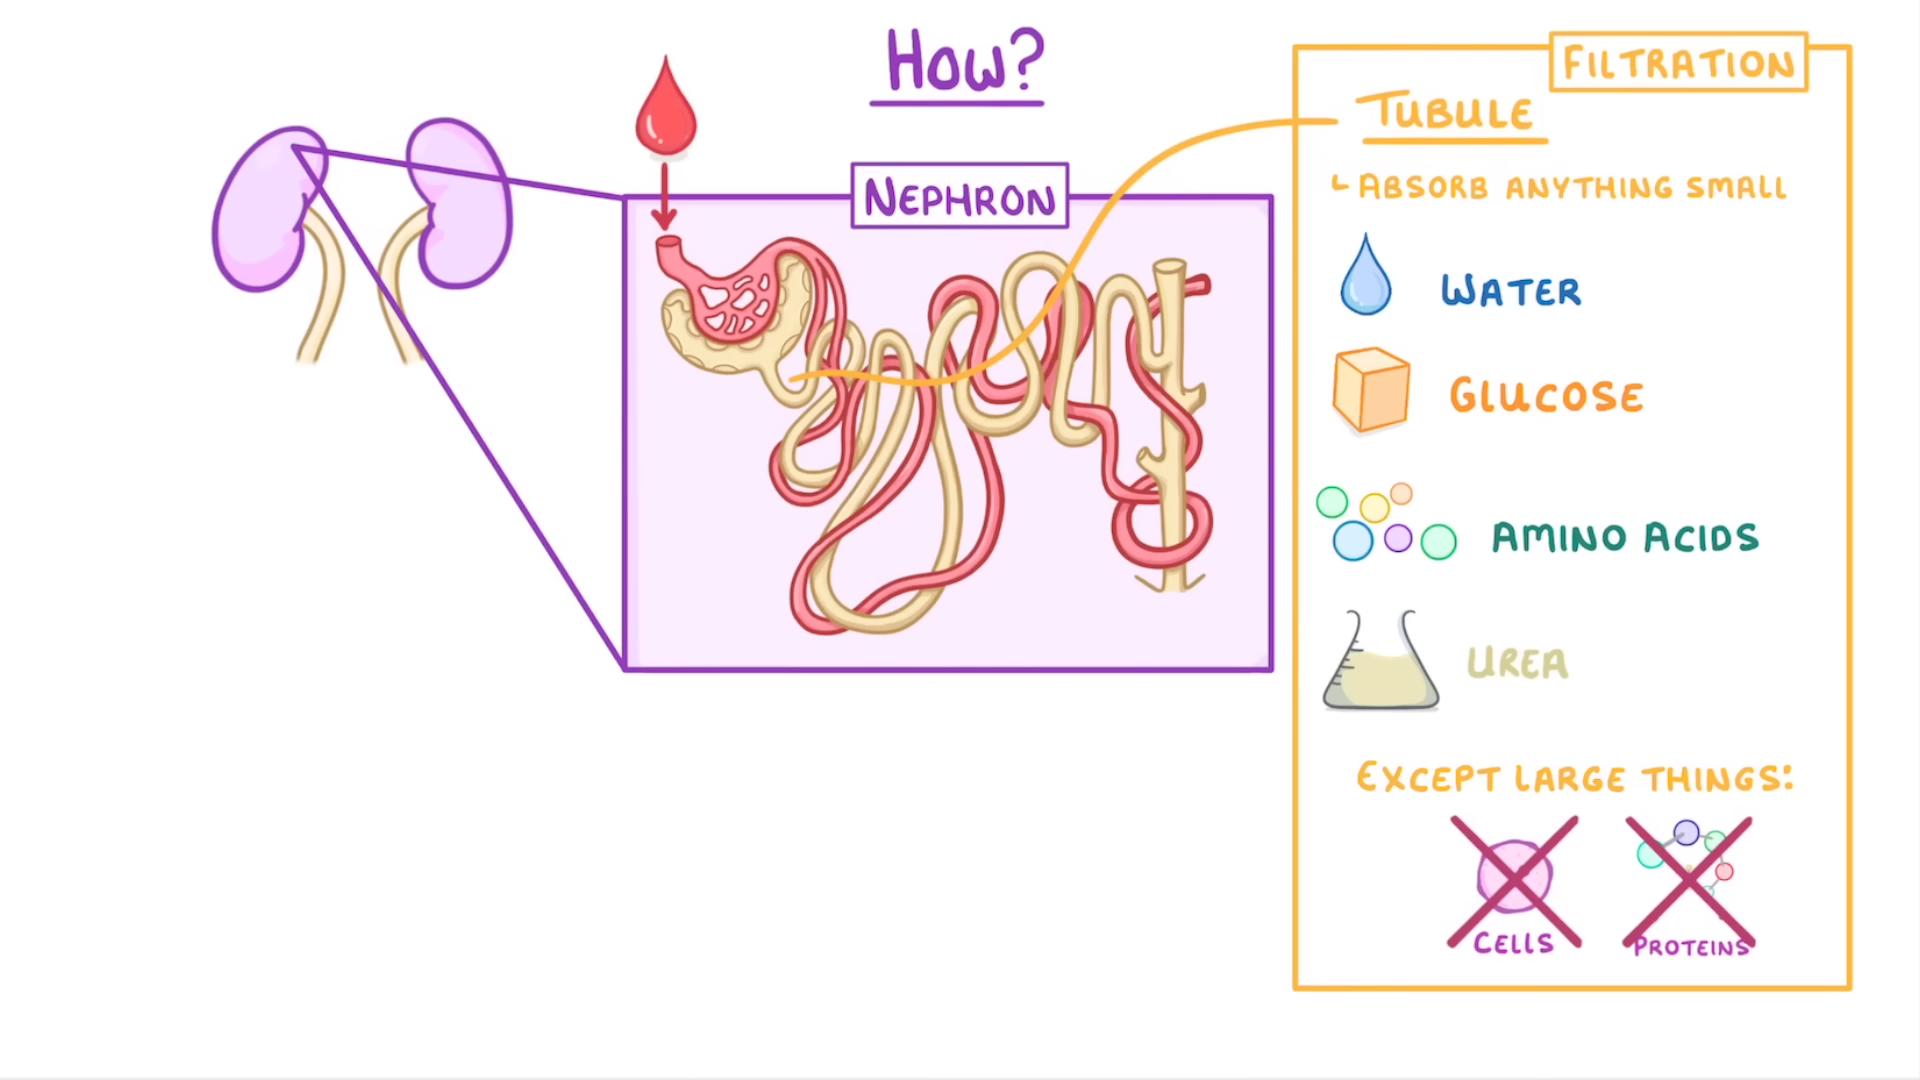 How?
NEPHRON
FILTRATION
TUBULE
ABSORB ANYTHING SMALL
WATER
GLUCOSE
AMINO ACIDS
UREA
EXCEPT LARGE THINGS:
CELLS
PROTEINS